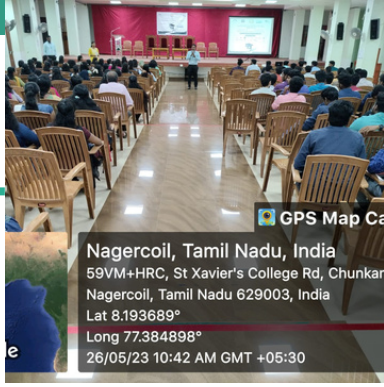 GPS Map Ca
Nagercoil, Tamil Nadu, India
59VM+HRC, St Xavier's College Rd, Chunkan
Nagercoil, Tamil Nadu 629003, India
Lat 8.193689°
Long 77.384898°
26/05/23 10:42 AM GMT +05:30
le